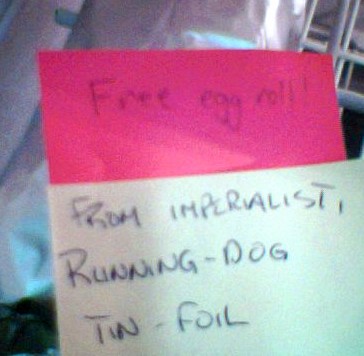 Free egg roll!
FROM IMPERIALIST,
RUNNING-DOG
TIN-FOIL